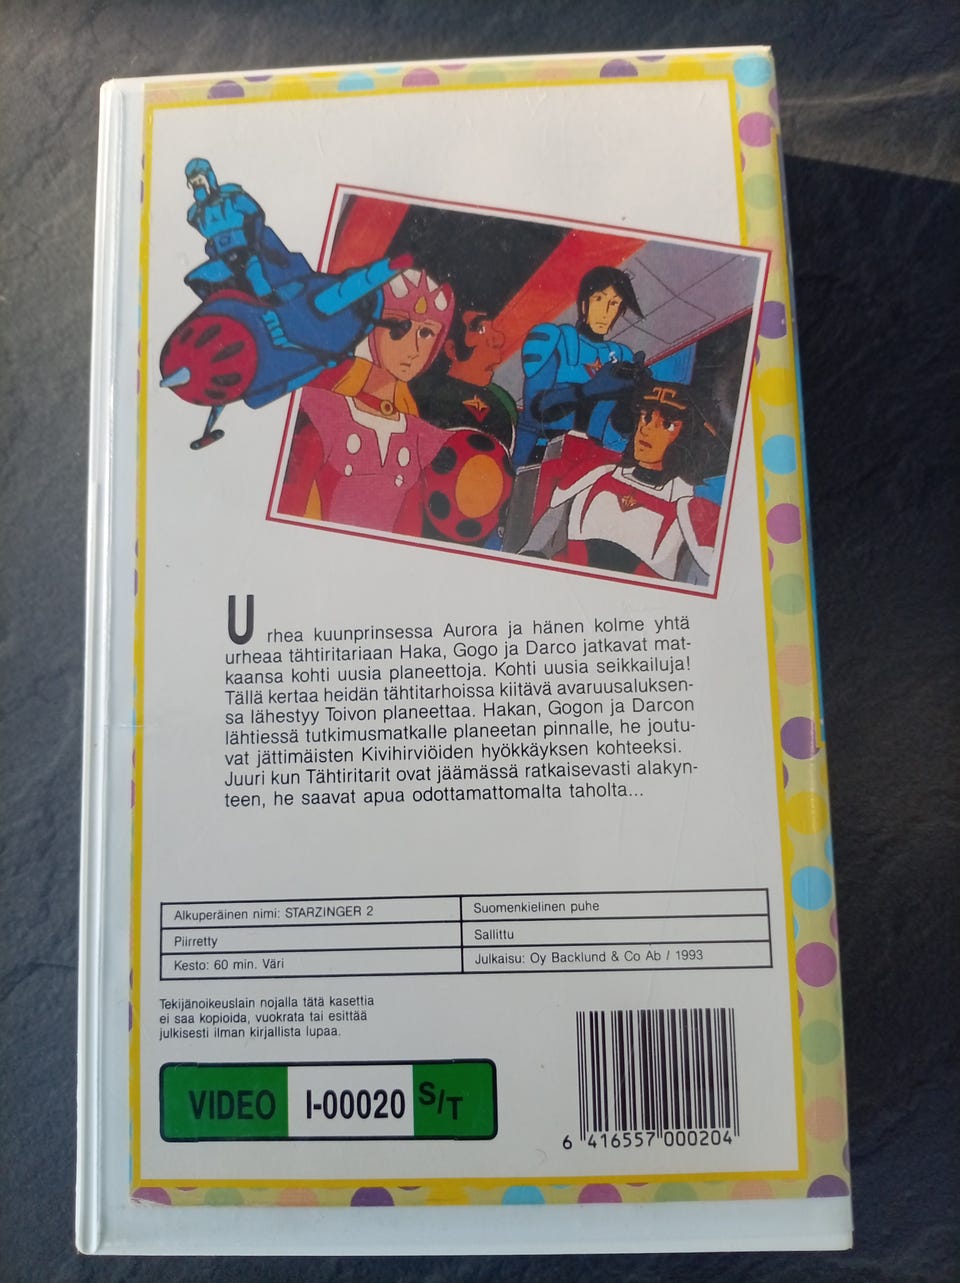 Urhea kuunprinsessa Aurora ja hänen kolme yhtä
urheaa tähtiritariaan Haka, Gogo ja Darco jatkavat mat-
kaansa kohti uusia planeettoja. Kohti uusia seikkailuja!
Tällä kertaa heidän tähtitarhoissa kiitävä avaruusaluksen-
sa lähestyy Toivon planeettaa. Hakan, Gogon ja Darcon
lähtiessä tutkimusmatkalle planeetan pinnalle, he joutu-
vat jättimäisten Kivihirviöiden hyökkäyksen kohteeksi.
Juuri kun Tähtiritarit ovat jäämässä ratkaisevasti alakyn-
teen, he saavat apua odottamattomalta taholta...
Alkuperäinen nimi: STARZINGER 2
Suomenkielinen puhe
Piirretty
Sallittu
Kesto: 60 min. Väri
Julkaisu: Oy Backlund & Co Ab / 1993
Tekijänoikeuslain nojalla tätä kasettia
ei saa kopioida, vuokrata tai esittää
julkisesti ilman kirjallista lupaa.
VIDEO I-00020 S/T
6 416557 000204